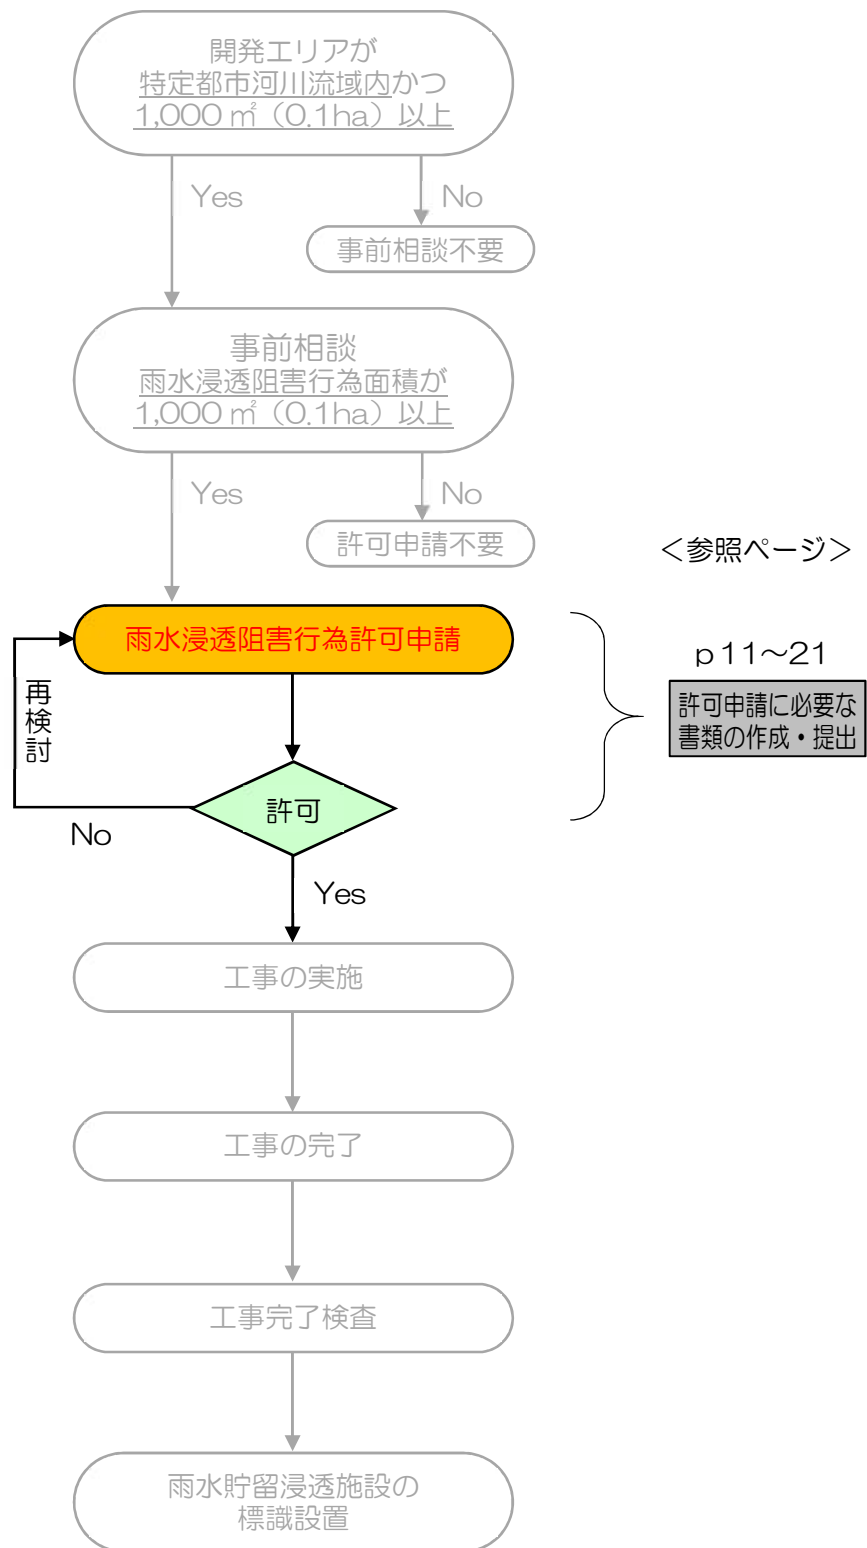 開発エリアが
特定都市河川流域内かつ
1,000㎡（0.1ha）以上
Yes
No
事前相談不要
事前相談
雨水浸透阻害行為面積が
1,000㎡（0.1ha）以上
Yes
No
許可申請不要
＜参照ページ＞
雨水浸透阻害行為許可申請
p11～21
許可申請に必要な
書類の作成・提出
再検討
許可
No
Yes
工事の実施
工事の完了
工事完了検査
雨水貯留浸透施設の
標識設置